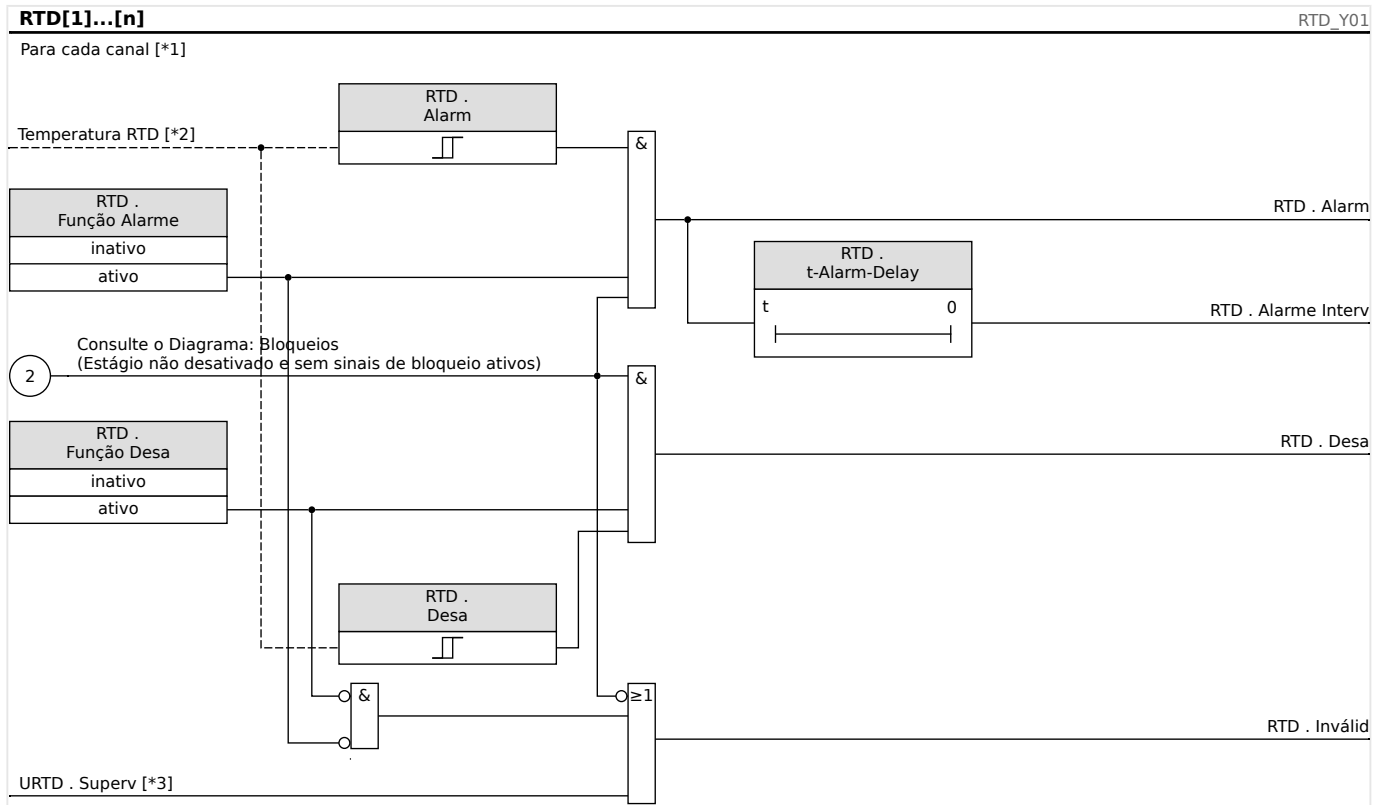 RTD[1]...[n]
RTD_Y01
Para cada canal [*1]
RTD .
Alarm
Temperatura RTD [*2]
&
RTD .
Função Alarme
inativo
ativo
RTD . Alarm
RTD .
t-Alarm-Delay
t 0
RTD . Alarme Interv
Consulte o Diagrama: Bloqueios
(Estágio não desativado e sem sinais de bloqueio ativos)
2
&
RTD .
Função Desa
inativo
ativo
RTD . Desa
RTD .
Desa
&
≥1
RTD . Inválid
URTD . Superv [*3]